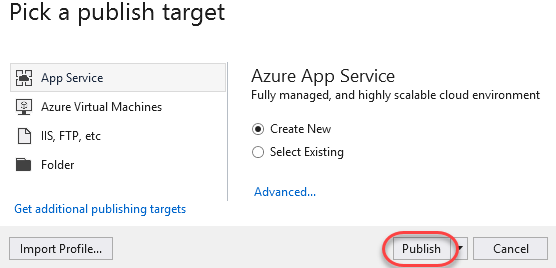 Pick a publish target
App Service
Azure Virtual Machines
IIS, FTP, etc
Folder
Get additional publishing targets
Azure App Service
Fully managed, and highly scalable cloud environment
Create New
Select Existing
Advanced...
Import Profile...
Publish
Cancel